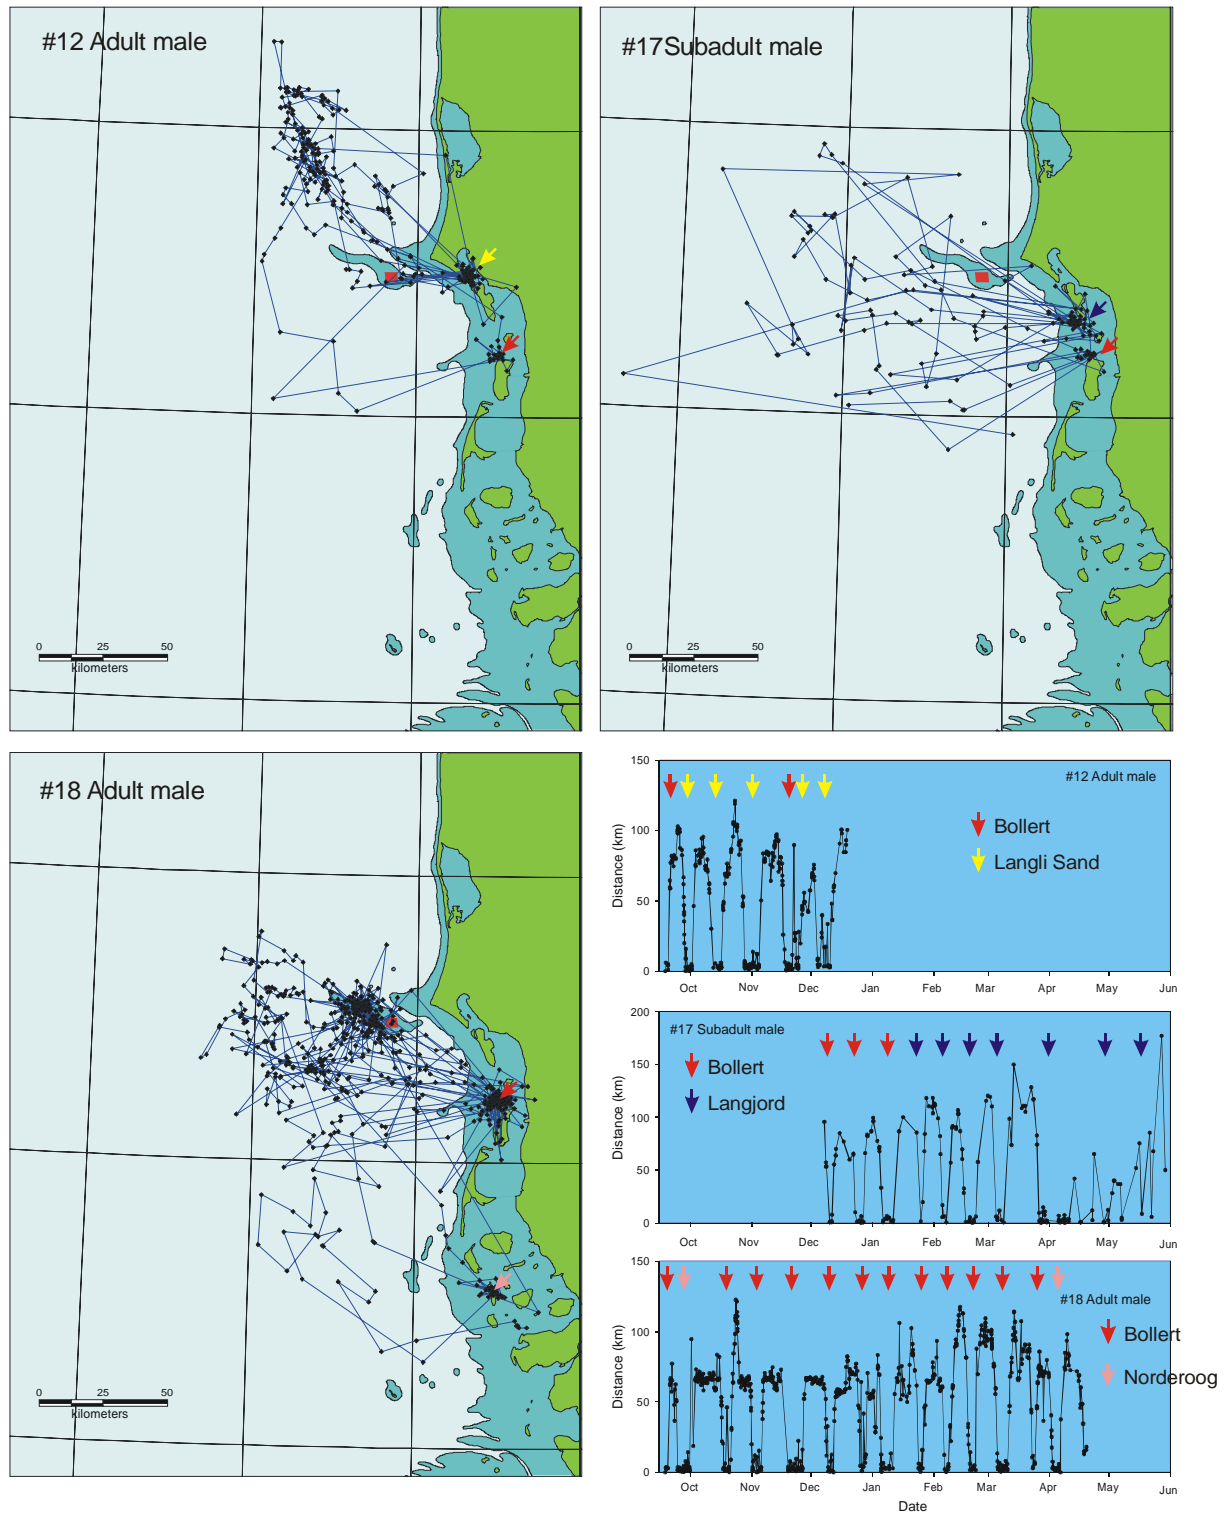 #12 Adult male
0 25 50
kilometers
#17Subadult male
0 25 50
kilometers
#18 Adult male
0 25 50
kilometers
150
100
50
0
Distance (km)
#12 Adult male
Bollert
Langli Sand
Oct Nov Dec Jan Feb Mar Apr May Jun
200
150
100
50
0
Distance (km)
#17 Subadult male
Bollert
Langjord
Oct Nov Dec Jan Feb Mar Apr May Jun
150
100
50
0
Distance (km)
#18 Adult male
Bollert
Norderoog
Oct Nov Dec Jan Feb Mar Apr May Jun
Date